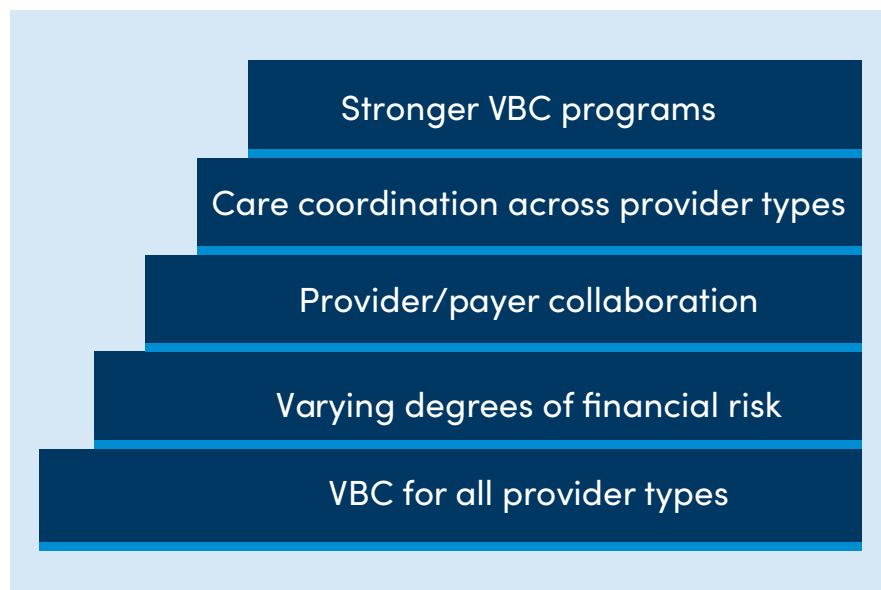 Stronger VBC programs
Care coordination across provider types
Provider/payer collaboration
Varying degrees of financial risk
VBC for all provider types